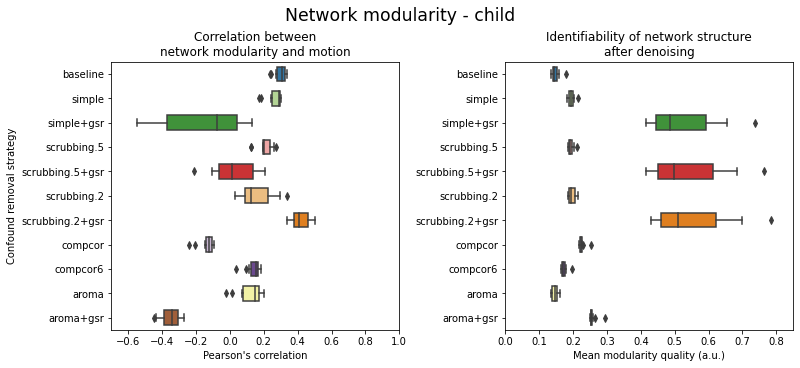 Network modularity - child
Correlation between
network modularity and motion
Confound removal strategy
baseline
simple
simple+gsr
scrubbing.5
scrubbing.5+gsr
scrubbing.2
scrubbing.2+gsr
compcor
compcor6
aroma
aroma+gsr
−0.6 −0.4 −0.2 0.0 0.2 0.4 0.6 0.8 1.0
Pearson's correlation
Identifiability of network structure
after denoising
baseline
simple
simple+gsr
scrubbing.5
scrubbing.5+gsr
scrubbing.2
scrubbing.2+gsr
compcor
compcor6
aroma
aroma+gsr
0.0 0.1 0.2 0.3 0.4 0.5 0.6 0.7 0.8
Mean modularity quality (a.u.)